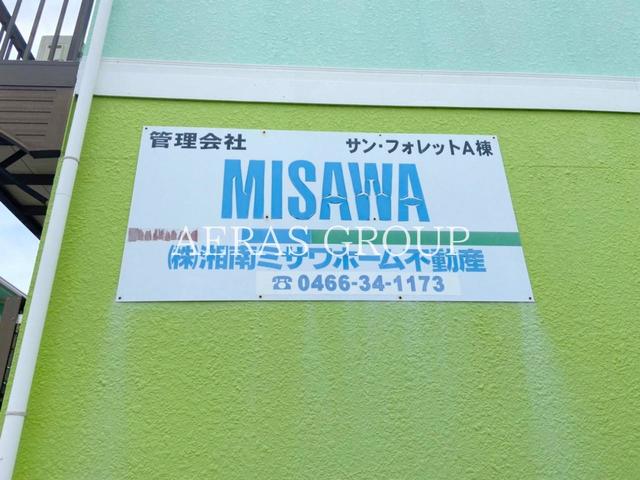 管理会社 サン・フォレットA棟
MISAWA
AERAS GROUP
㈱湘南ミサワホーム不動産
☎0466-34-1173